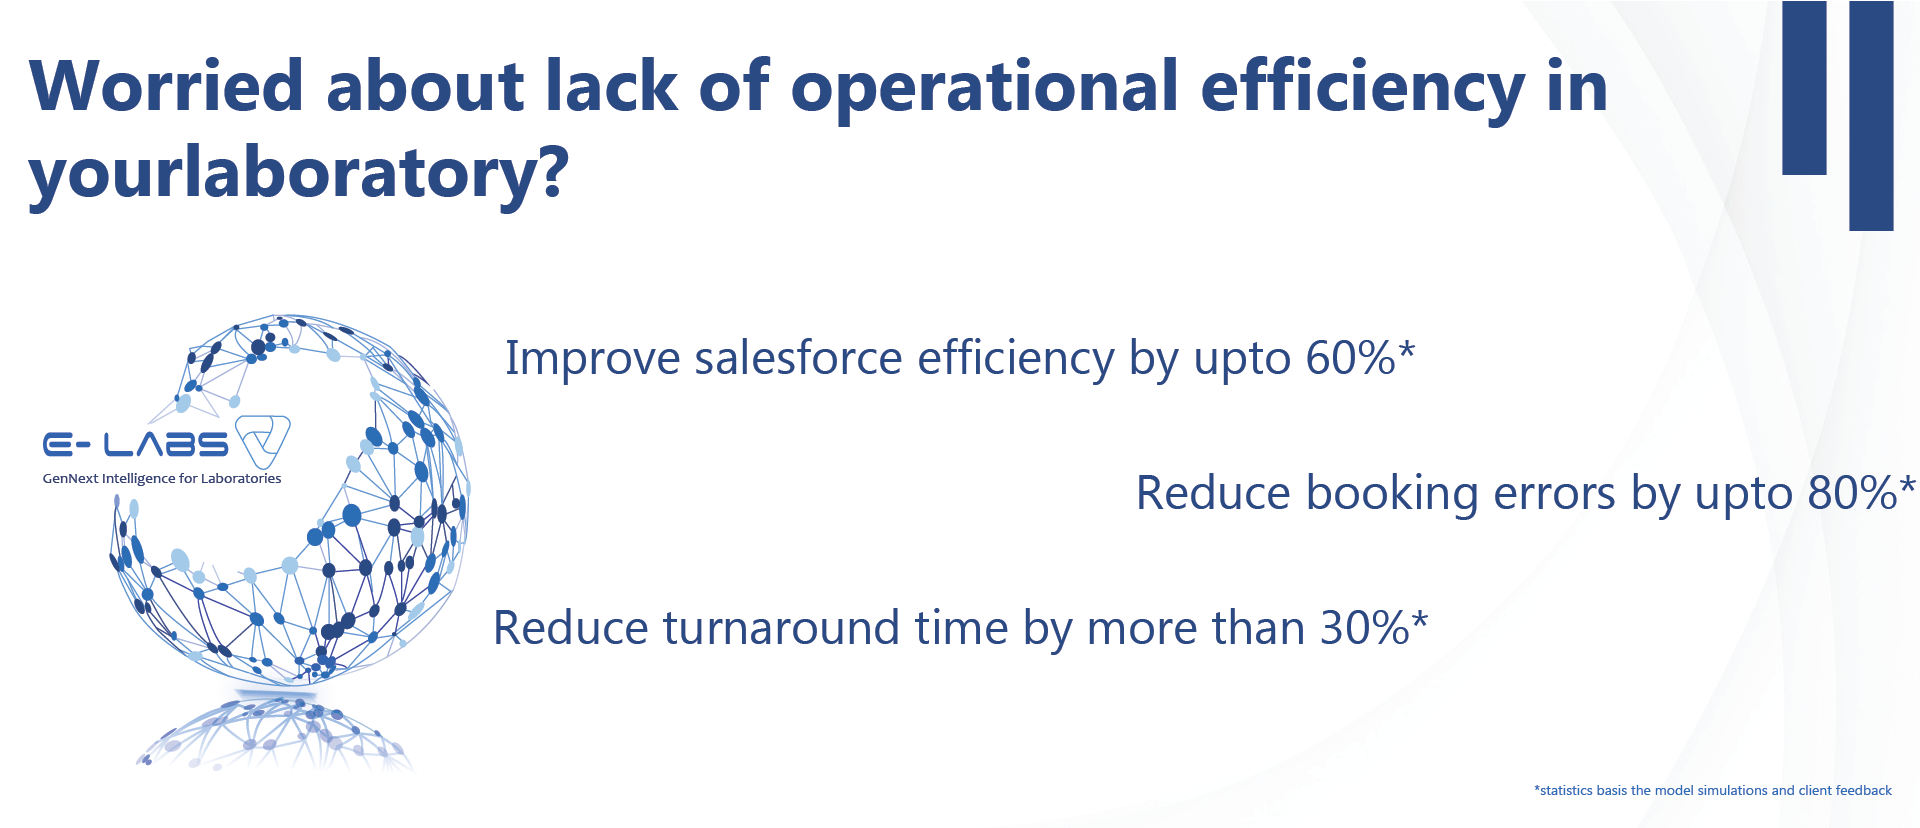 Worried about lack of operational efficiency in
yourlaboratory?
Improve salesforce efficiency by upto 60%*
E- LABS
GenNext Intelligence for Laboratories
Reduce booking errors by upto 80%*
Reduce turnaround time by more than 30%*
*statistics basis the model simulations and client feedback